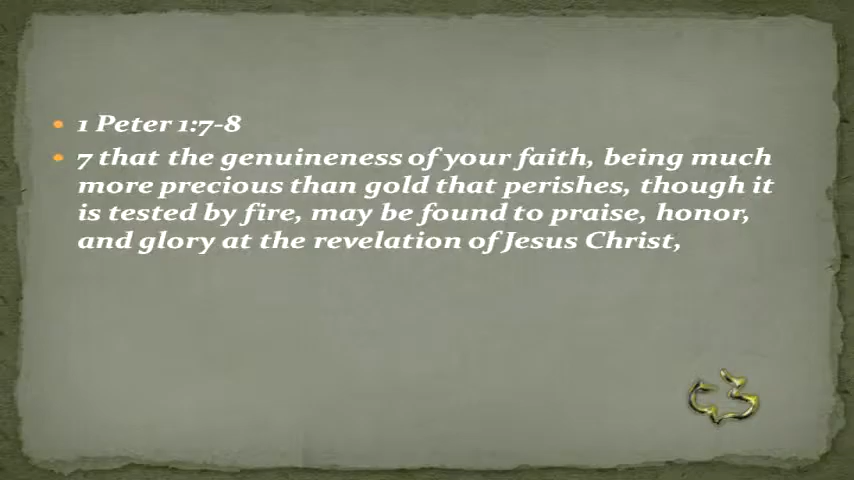 1 Peter 1:7-8
7 that the genuineness of your faith, being much
more precious than gold that perishes, though it
is tested by fire, may be found to praise, honor,
and glory at the revelation of Jesus Christ,